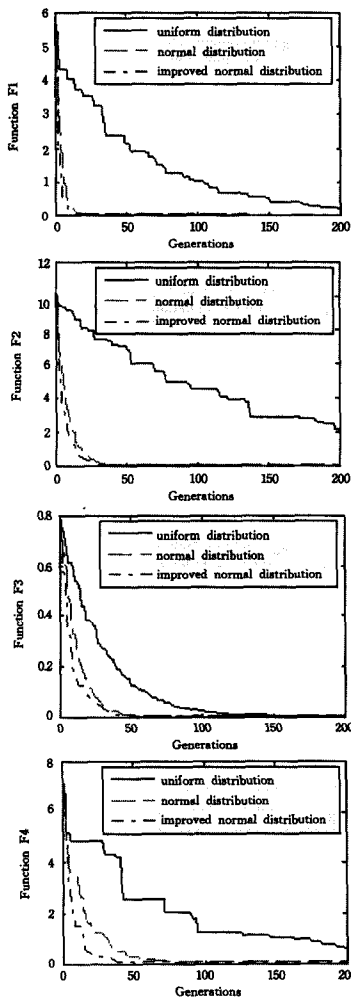 6
5
4
3
2
1
0
Function F1
uniform distribution
normal distribution
improved normal distribution
0 50 100 150 200
Generations
12
10
8
6
4
2
0
Function F2
uniform distribution
normal distribution
improved normal distribution
0 50 100 150 200
Generations
0.8
0.6
0.4
0.2
0
Function F3
uniform distribution
normal distribution
improved normal distribution
0 50 100 150 200
Generations
8
6
4
2
0
Function F4
uniform distribution
normal distribution
improved normal distribution
0 50 100 150 200
Generations